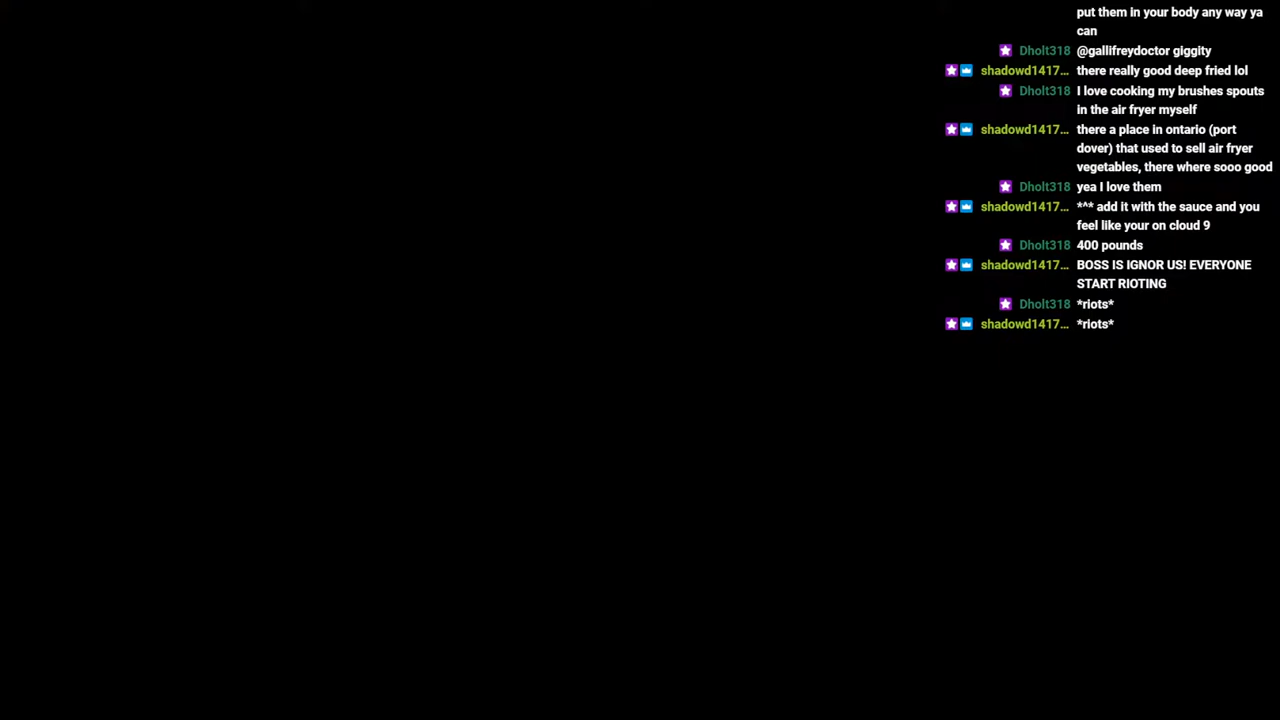 put them in your body any way ya
can
Dholt318 @gallifreydoctor giggity
shadowd1417... there really good deep fried lol
Dholt318 I love cooking my brushes spouts
in the air fryer myself
shadowd1417... there a place in ontario (port
dover) that used to sell air fryer
vegetables, there where sooo good
Dholt318 yea I love them
shadowd1417... *^* add it with the sauce and you
feel like your on cloud 9
Dholt318 400 pounds
shadowd1417... BOSS IS IGNOR US! EVERYONE
START RIOTING
Dholt318 *riots*
shadowd1417... *riots*